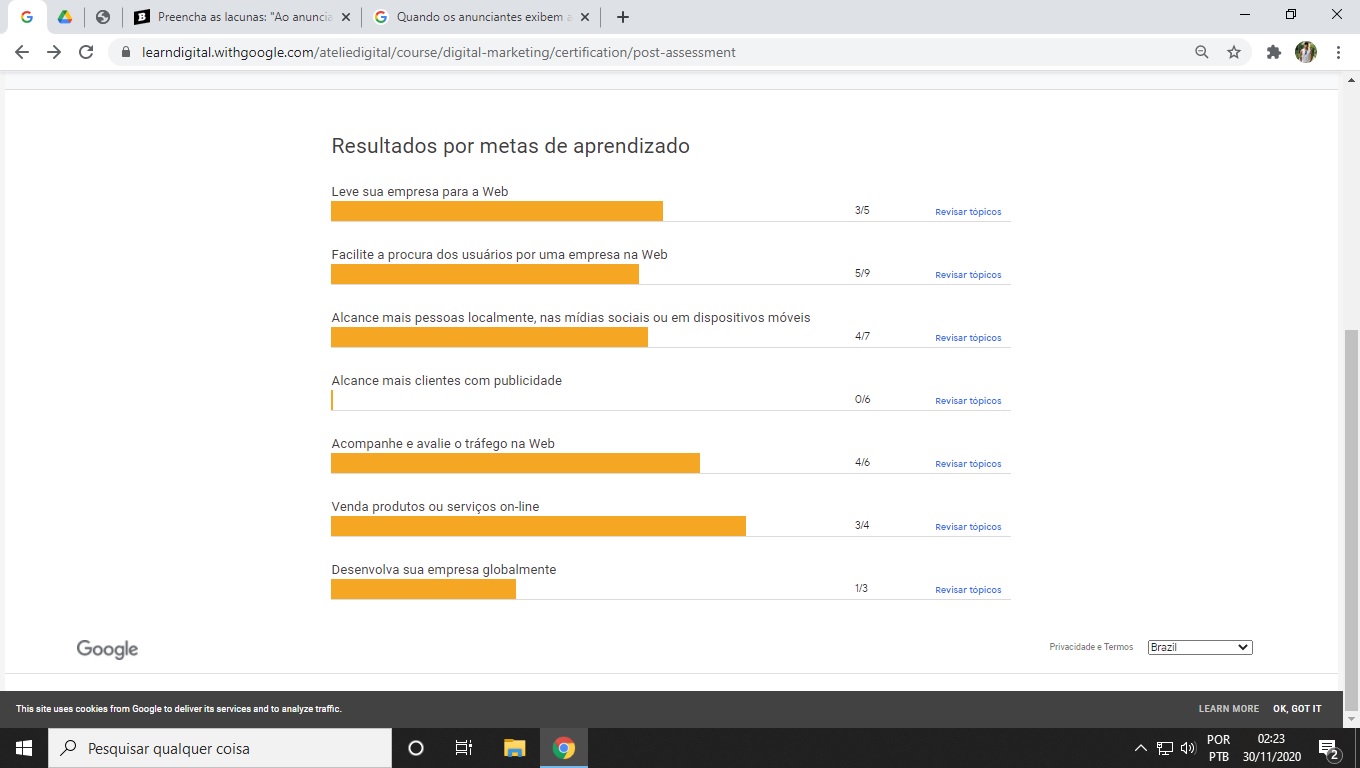 Preencha as lacunas: "Ao anuncia
Quando os anunciantes exibem a
learndigital.withgoogle.com/ateliedigital/course/digital-marketing/certification/post-assessment
Resultados por metas de aprendizado
Leve sua empresa para a Web
3/5 Revisar tópicos
Facilite a procura dos usuários por uma empresa na Web
5/9 Revisar tópicos
Alcance mais pessoas localmente, nas mídias sociais ou em dispositivos móveis
4/7 Revisar tópicos
Alcance mais clientes com publicidade
0/6 Revisar tópicos
Acompanhe e avalie o tráfego na Web
4/6 Revisar tópicos
Venda produtos ou serviços on-line
3/4 Revisar tópicos
Desenvolva sua empresa globalmente
1/3 Revisar tópicos
Google Privacidade e Termos Brazil
This site uses cookies from Google to deliver its services and to analyze traffic. LEARN MORE OK, GOT IT
Pesquisar qualquer coisa
POR 02:23
PTB 30/11/2020 2